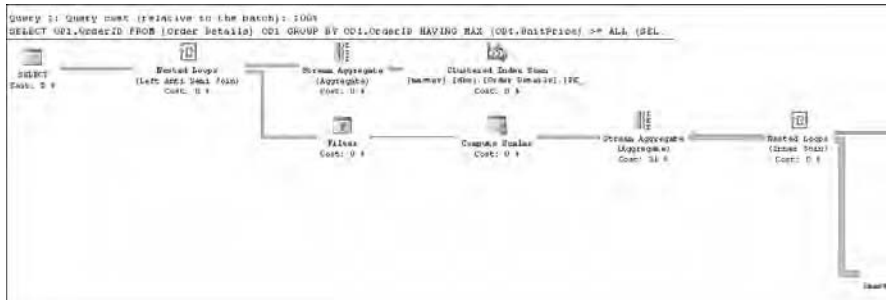 Query 1: Query cost (relative to the batch): 100%
SELECT OD1.OrderID FROM [Order Details] OD1 GROUP BY OD1.OrderID HAVING MAX (OD1.UnitPrice) >= ALL (SEL...
SELECT
Cost: 0 %
Nested Loops
(Left Anti Semi Join)
Cost: 0 %
Stream Aggregate
(Aggregate)
Cost: 0 %
Clustered Index Scan
.[dbo].[Order Details].[PK_
Cost: 0 %
Filter
Cost: 0 %
Compute Scalar
Cost: 0 %
Stream Aggregate
(Aggregate)
Cost:
Nested Loops
(Inner Join)
Cost: 0 %